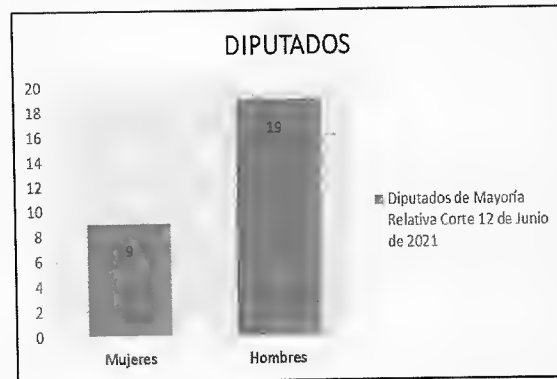 DIPUTADOS
20
18
16
14
12
10
8
6
4
2
0
9
19
Mujeres
Hombres
Diputados de Mayoría
Relativa Corte 12 de Junio
de 2021